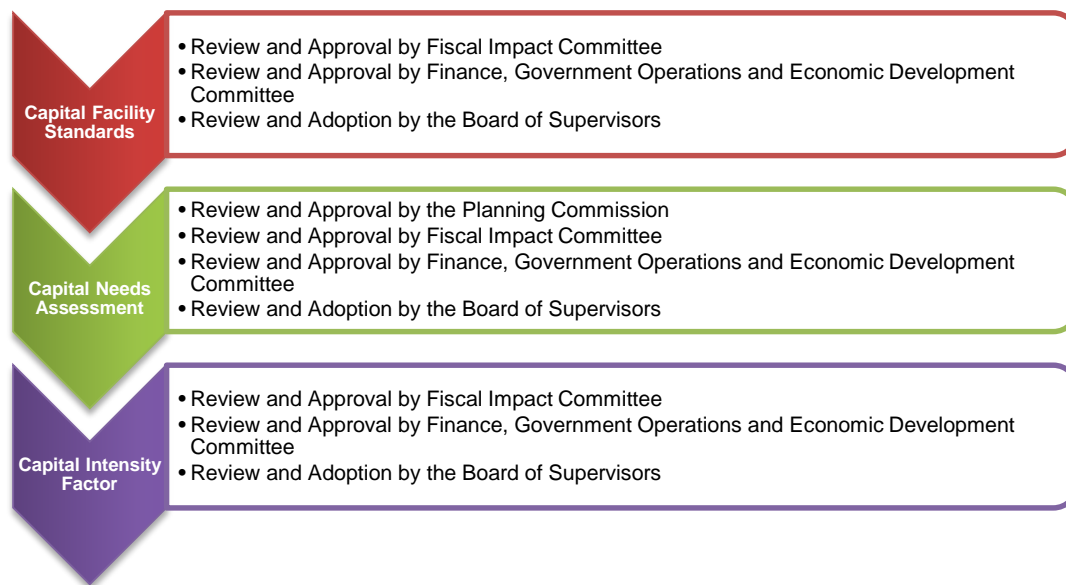 Capital Facility
Standards
• Review and Approval by Fiscal Impact Committee
• Review and Approval by Finance, Government Operations and Economic Development
Committee
• Review and Adoption by the Board of Supervisors
Capital Needs
Assessment
• Review and Approval by the Planning Commission
• Review and Approval by Fiscal Impact Committee
• Review and Approval by Finance, Government Operations and Economic Development
Committee
• Review and Adoption by the Board of Supervisors
Capital Intensity
Factor
• Review and Approval by Fiscal Impact Committee
• Review and Approval by Finance, Government Operations and Economic Development
Committee
• Review and Adoption by the Board of Supervisors